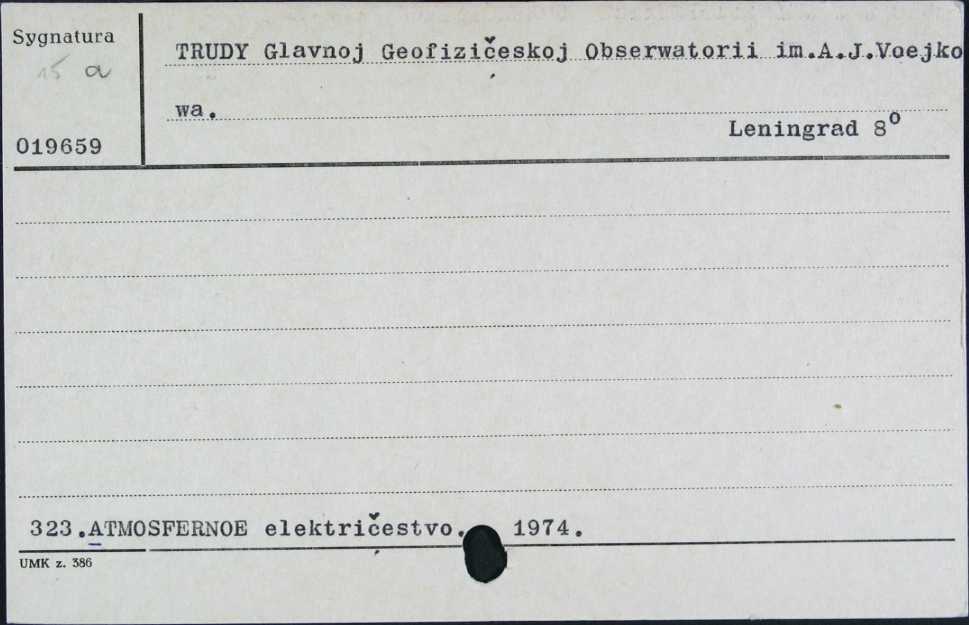 Sygnatura
15 a
019659
TRUDY Glavnoj Geofizičeskoj Obserwatorii im.A.J.Voejko
wa.
Leningrad 8⁰
323.ATMOSFERNOE električestvo. 1974.
UMK z. 386